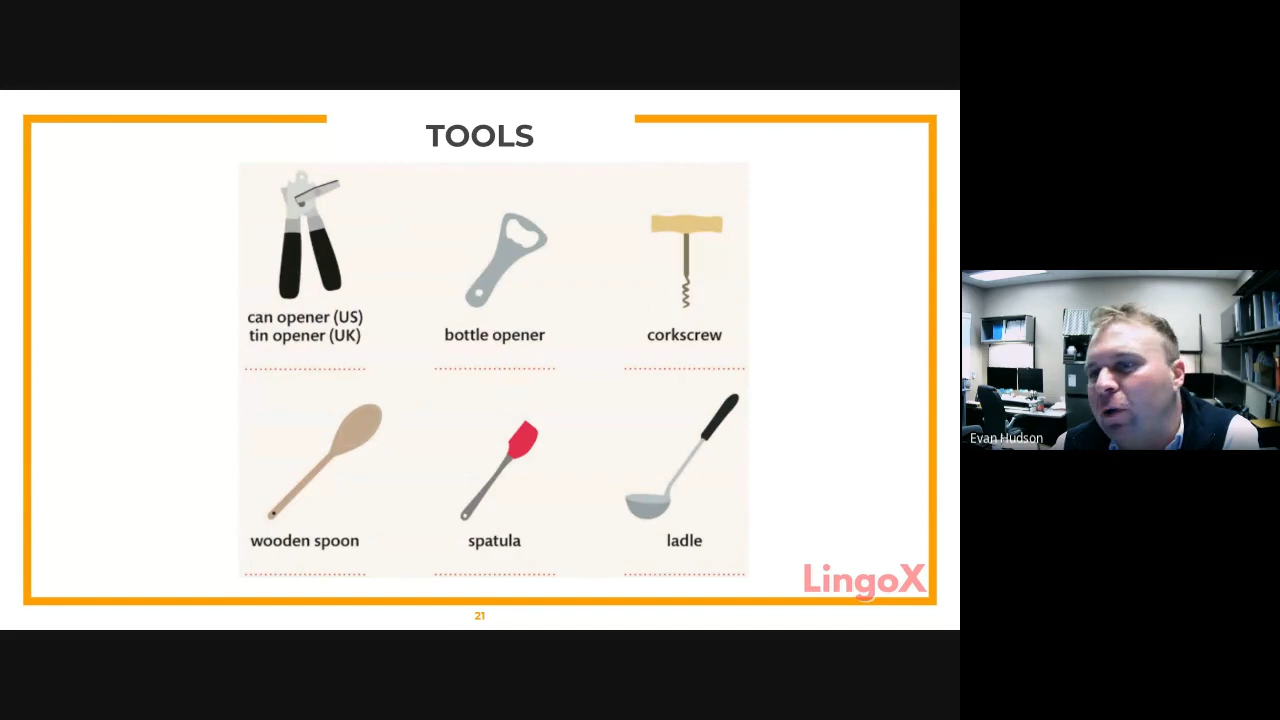 TOOLS
can opener (US)
tin opener (UK)
bottle opener
corkscrew
wooden spoon
spatula
ladle
LingoX
21
Evan Hudson